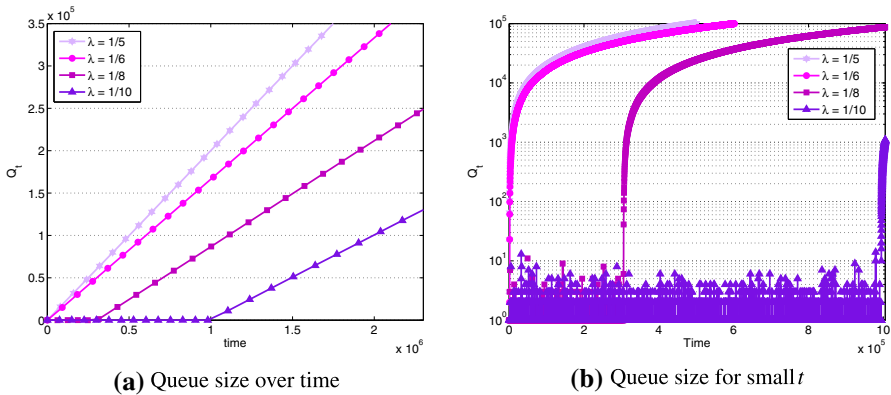 x 10^5
3.5
3
2.5
2
1.5
1
0.5
0
Q_t
λ = 1/5
λ = 1/6
λ = 1/8
λ = 1/10
0 0.5 1 1.5 2
time
x 10^6
(a) Queue size over time
10^5
10^4
10^3
10^2
10^1
10^0
Q_t
λ = 1/5
λ = 1/6
λ = 1/8
λ = 1/10
0 2 4 6 8 10
Time
x 10^5
(b) Queue size for small t